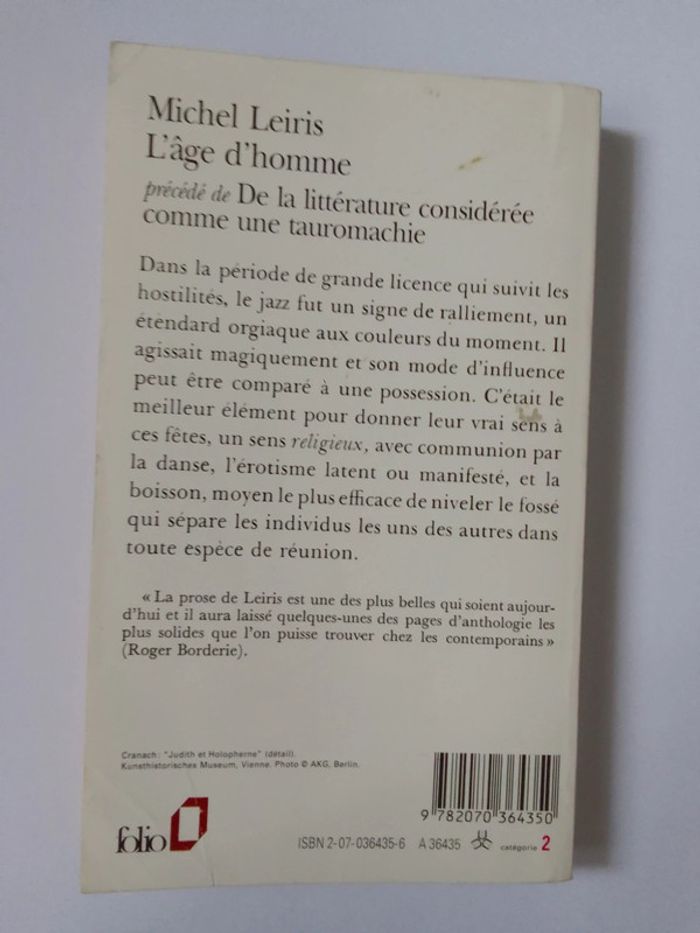 Michel Leiris
L'âge d'homme
précédé de De la littérature considérée
comme une tauromachie
Dans la période de grande licence qui suivit les
hostilités, le jazz fut un signe de ralliement, un
étendard orgiaque aux couleurs du moment. Il
agissait magiquement et son mode d'influence
peut être comparé à une possession. C'était le
meilleur élément pour donner leur vrai sens à
ces fêtes, un sens religieux, avec communion par
la danse, l'érotisme latent ou manifesté, et la
boisson, moyen le plus efficace de niveler le fossé
qui sépare les individus les uns des autres dans
toute espèce de réunion.
« La prose de Leiris est une des plus belles qui soient aujour-
d'hui et il aura laissé quelques-unes des pages d'anthologie les
plus solides que l'on puisse trouver chez les contemporains »
(Roger Borderie).
Cranach : "Judith et Holopherne" (détail).
Kunsthistorisches Museum, Vienne. Photo © AKG, Berlin.
9 782070 364350
folio
ISBN 2-07-036435-6 A 36435 catégorie 2